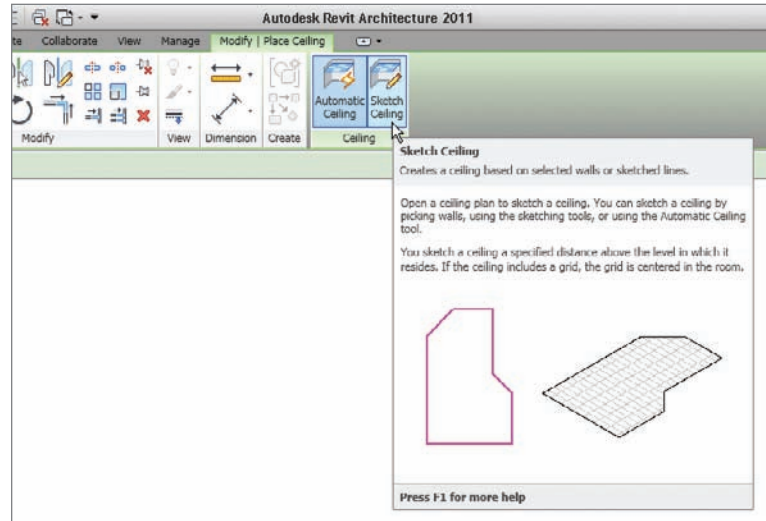 Autodesk Revit Architecture 2011
te Collaborate View Manage Modify | Place Ceiling
Automatic Ceiling
Sketch Ceiling
Modify View Dimension Create Ceiling
Sketch Ceiling
Creates a ceiling based on selected walls or sketched lines.
Open a ceiling plan to sketch a ceiling. You can sketch a ceiling by
picking walls, using the sketching tools, or using the Automatic Ceiling
tool.
You sketch a ceiling a specified distance above the level in which it
resides. If the ceiling includes a grid, the grid is centered in the room.
Press F1 for more help